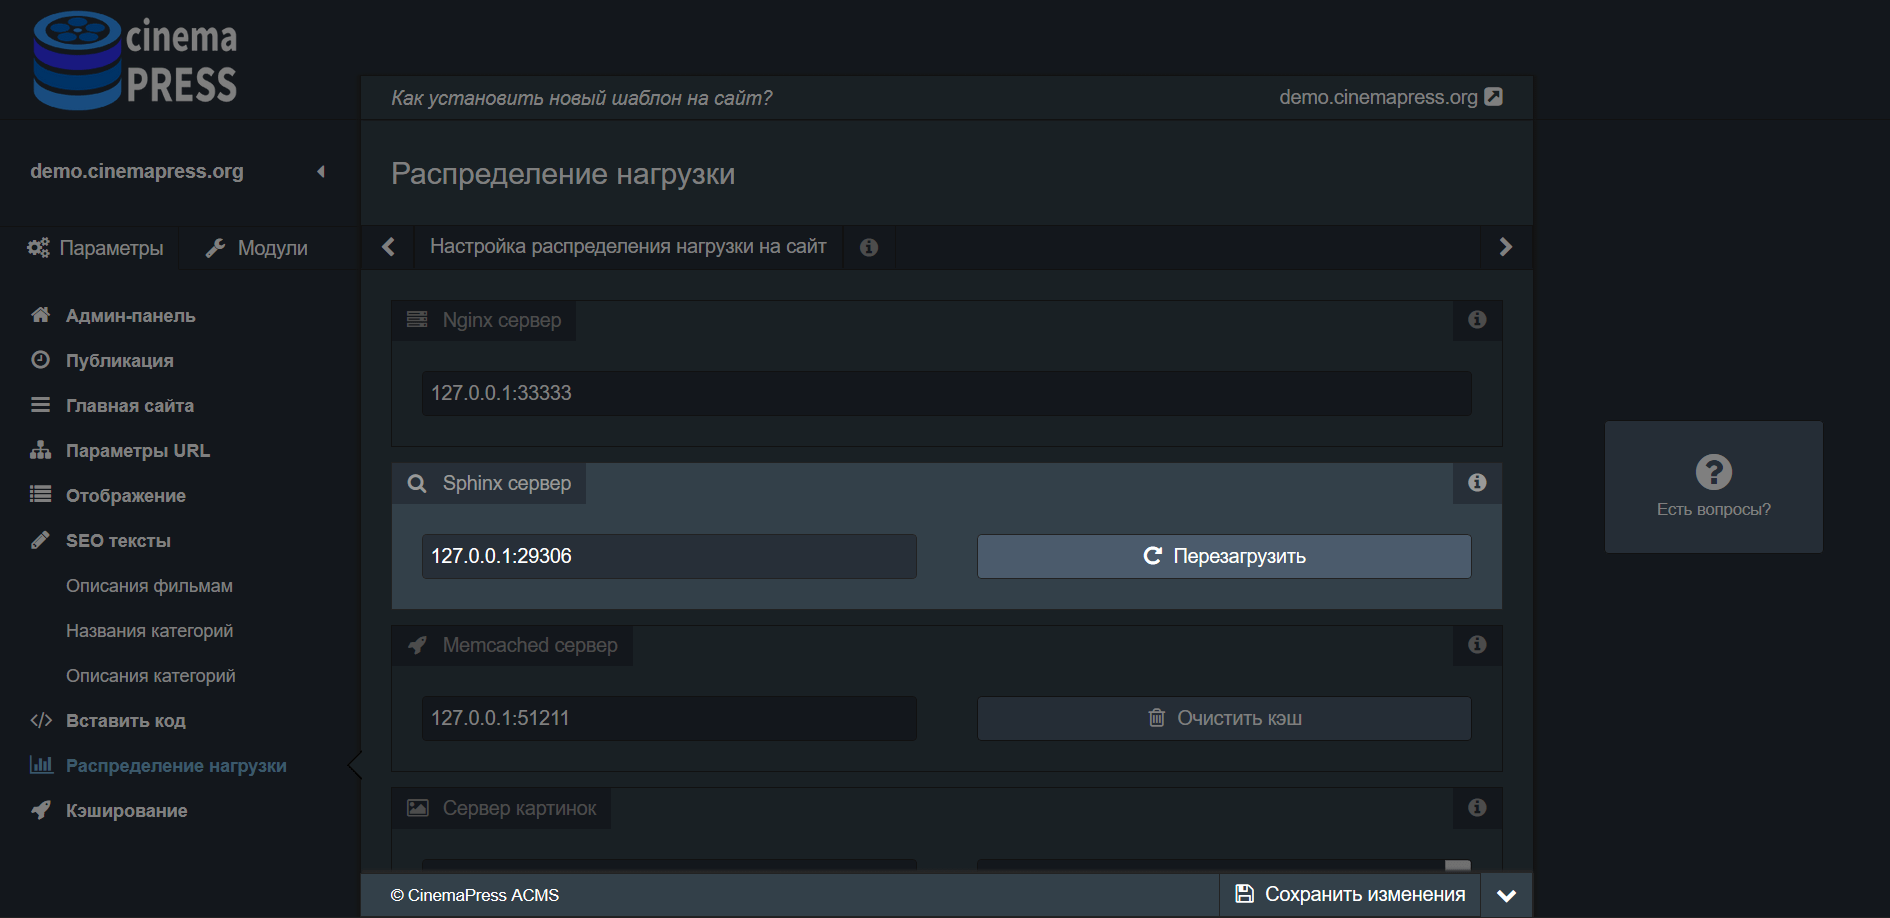 cinema
PRESS
Как установить новый шаблон на сайт?
demo.cinemapress.org
demo.cinemapress.org
Распределение нагрузки
Параметры
Модули
Настройка распределения нагрузки на сайт
Админ-панель
Публикация
Главная сайта
Параметры URL
Отображение
SEO тексты
Описания фильмам
Названия категорий
Описания категорий
Вставить код
Распределение нагрузки
Кэширование
Nginx сервер
127.0.0.1:33333
Sphinx сервер
127.0.0.1:29306
Перезагрузить
Memcached сервер
127.0.0.1:51211
Очистить кэш
Сервер картинок
Есть вопросы?
© CinemaPress ACMS
Сохранить изменения